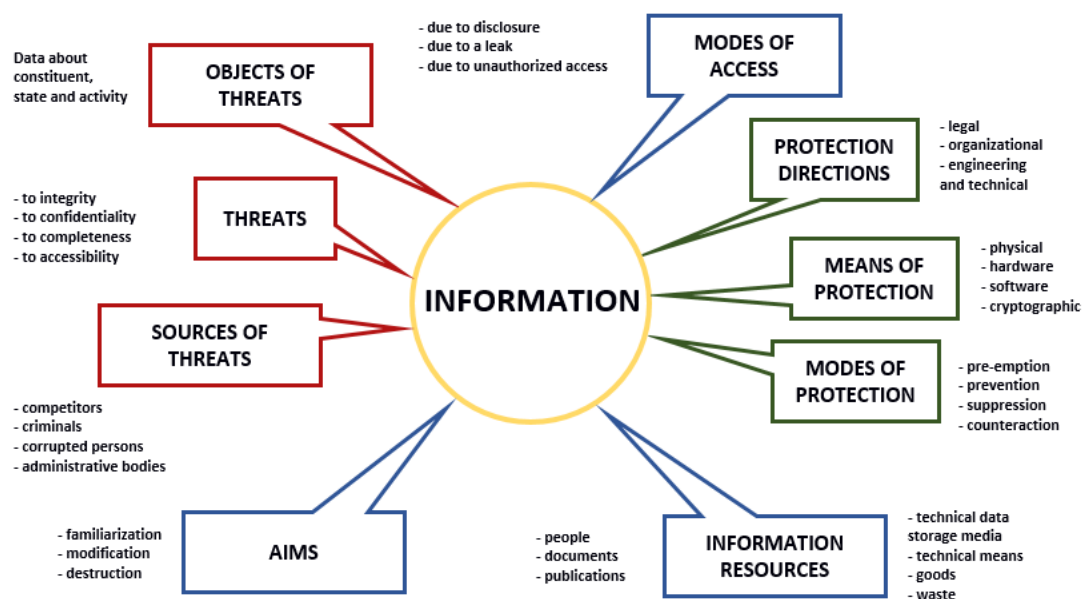 - due to disclosure
- due to a leak
- due to unauthorized access
MODES OF
ACCESS
Data about
constituent,
state and activity
OBJECTS OF
THREATS
PROTECTION
DIRECTIONS
- legal
- organizational
- engineering
and technical
- to integrity
- to confidentiality
- to completeness
- to accessibility
THREATS
INFORMATION
MEANS OF
PROTECTION
- physical
- hardware
- software
- cryptographic
SOURCES OF
THREATS
- competitors
- criminals
- corrupted persons
- administrative bodies
MODES OF
PROTECTION
- pre-emption
- prevention
- suppression
- counteraction
- familiarization
- modification
- destruction
AIMS
- people
- documents
- publications
INFORMATION
RESOURCES
- technical data
storage media
- technical means
- goods
- waste